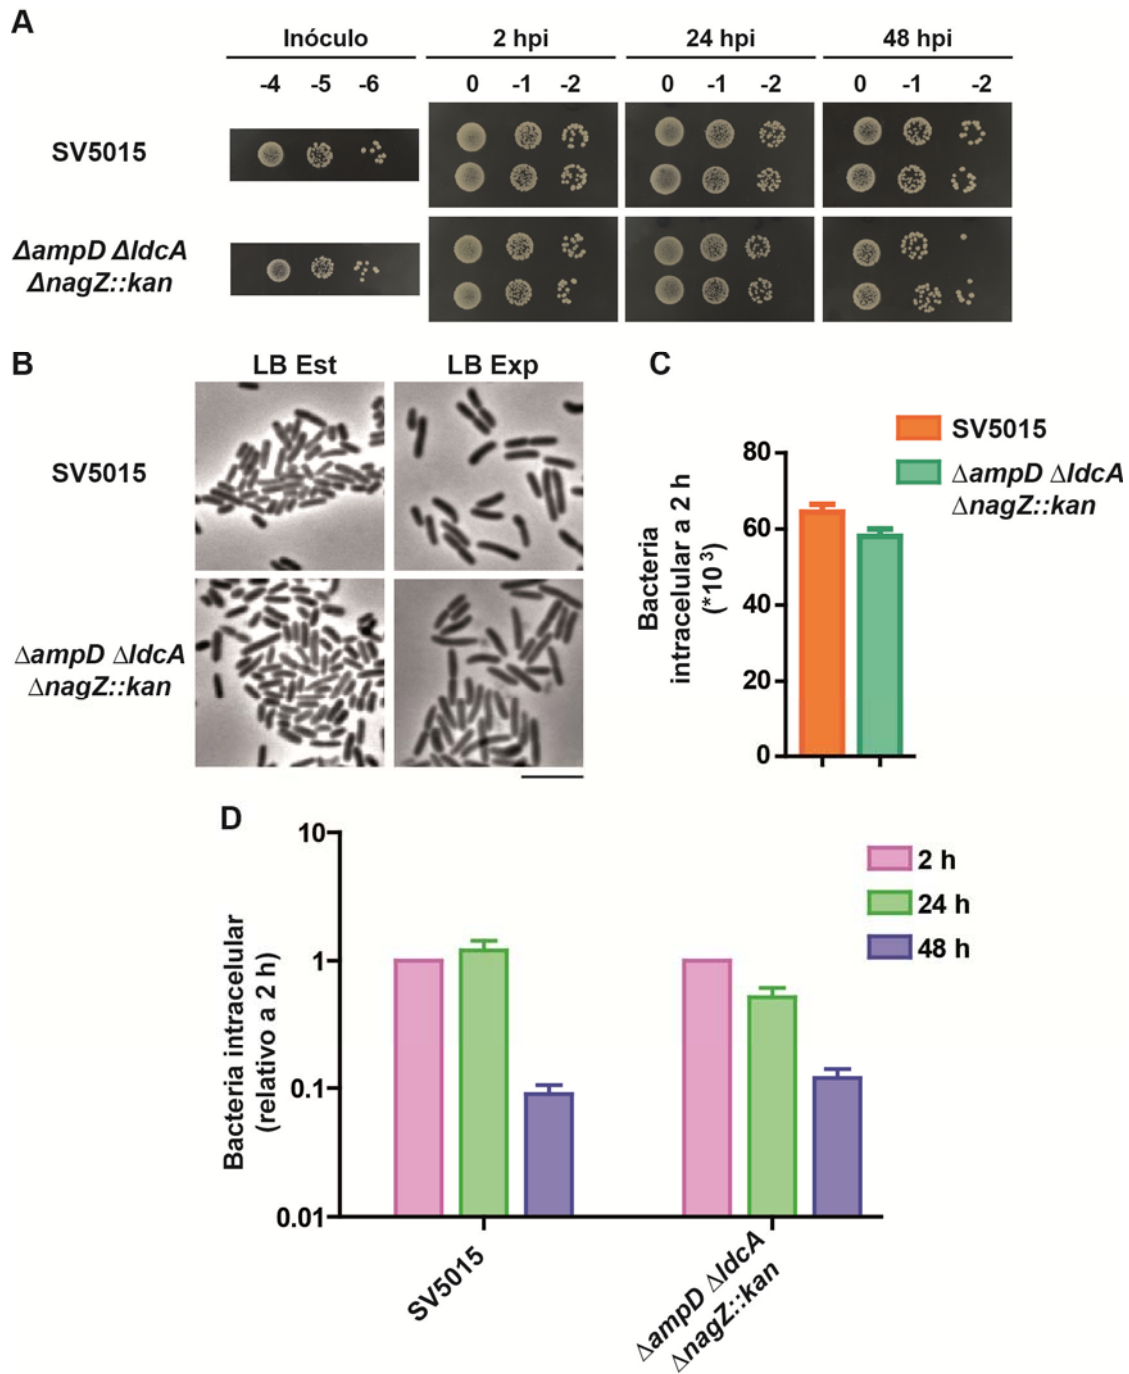 A
Inóculo 2 hpi 24 hpi 48 hpi
-4 -5 -6 0 -1 -2 0 -1 -2 0 -1 -2
SV5015
ΔampD ΔldcA
ΔnagZ::kan
B
LB Est LB Exp
SV5015
ΔampD ΔldcA
ΔnagZ::kan
C
SV5015
ΔampD ΔldcA
ΔnagZ::kan
Bacteria
intracelular a 2 h
(*10 3)
80
60
40
20
0
D
Bacteria intracelular
(relativo a 2 h)
10
1
0.1
0.01
2 h
24 h
48 h
SV5015
ΔampD ΔldcA
ΔnagZ::kan